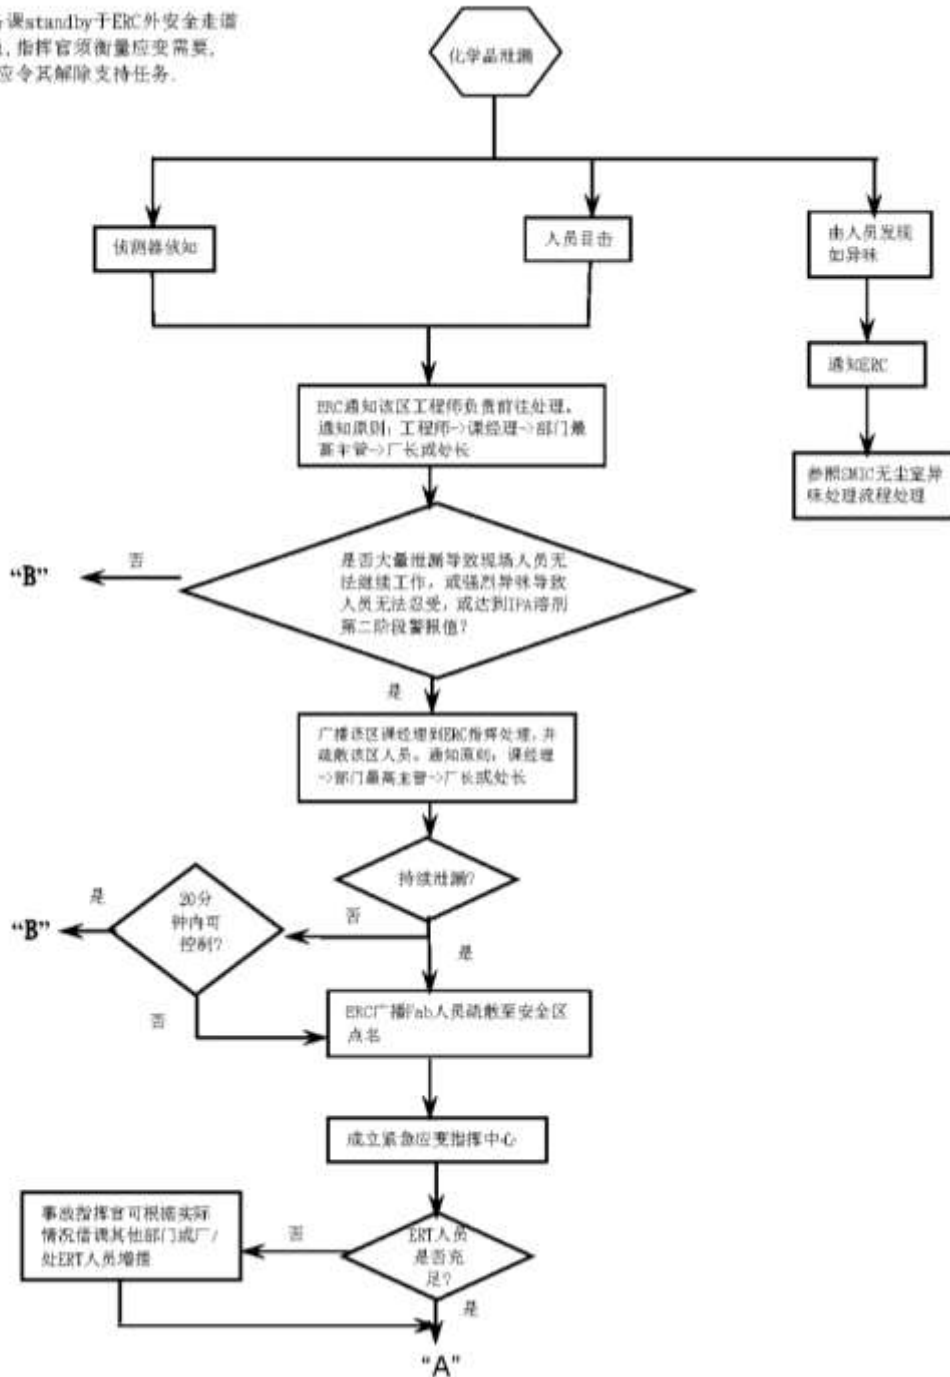 课standby于ERC外安全走道
指挥官须衡量应变需要,
应令其解除支持任务.
化学品泄漏
侦测器侦知
人员目击
由人员发现
如异味
通知ERC
ERC通知该区工程师负责前往处理。
通知原则：工程师->课经理->部门最
高主管->厂长或处长
参照SMIC无尘室异
味处理流程处理
“B”
否
是否大量泄漏导致现场人员无
法继续工作，或强烈异味导致
人员无法忍受，或达到IPA溶剂
第二阶段警报值？
是
广播该区课经理到ERC指挥处理，并
疏散该区人员。通知原则：课经理
->部门最高主管->厂长或处长
持续泄漏?
是
20分
钟内可
控制?
否
“B”
是
否
ERC广播Fab人员疏散至安全区
点名
成立紧急应变指挥中心
事故指挥官可根据实际
情况借调其他部门或厂/
处ERT人员增援
否
ERT人员
是否充
足?
是
“A”